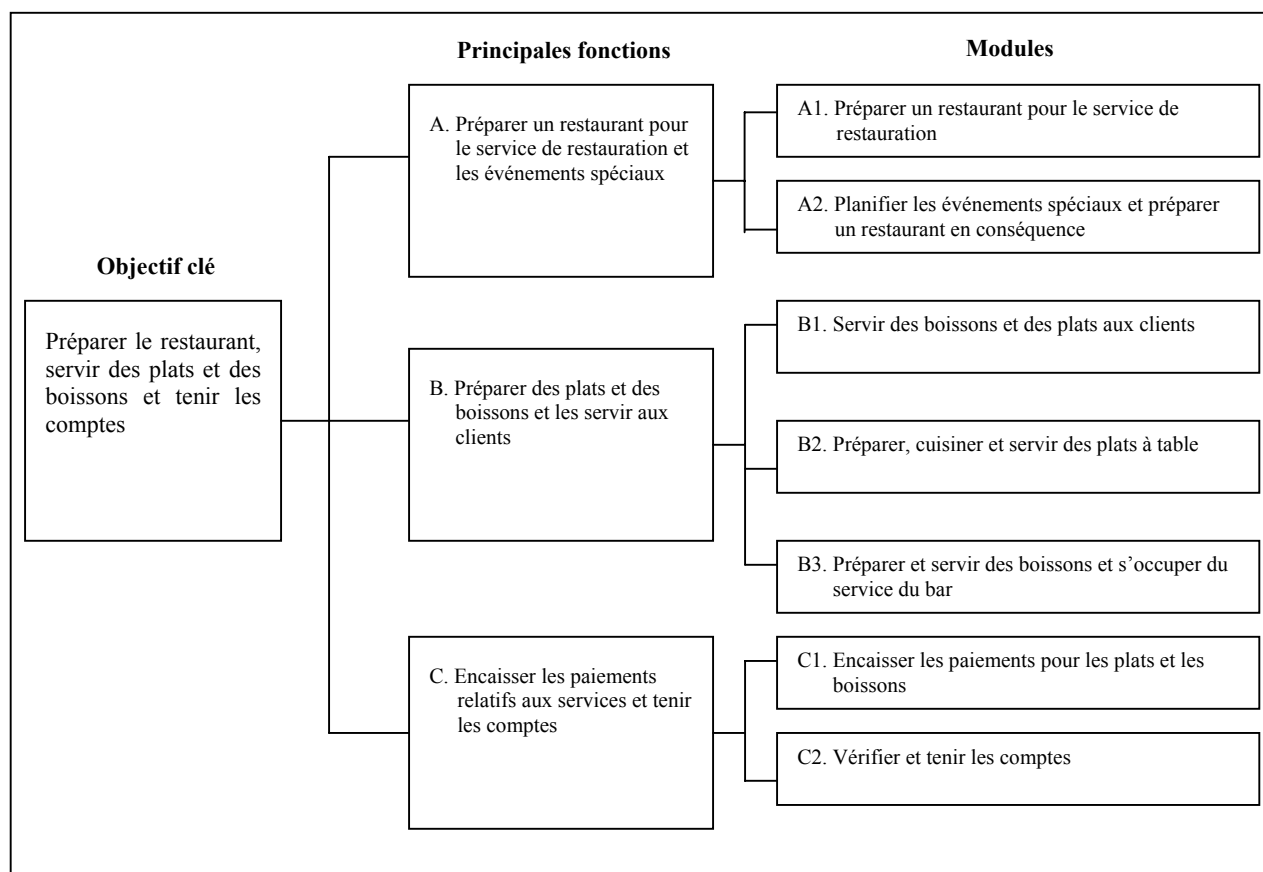 Principales fonctions
Modules
A. Préparer un restaurant pour
le service de restauration et
les événements spéciaux
A1. Préparer un restaurant pour le service de
restauration
A2. Planifier les événements spéciaux et préparer
un restaurant en conséquence
Objectif clé
Préparer le restaurant,
servir des plats et des
boissons et tenir les
comptes
B. Préparer des plats et des
boissons et les servir aux
clients
B1. Servir des boissons et des plats aux clients
B2. Préparer, cuisiner et servir des plats à table
B3. Préparer et servir des boissons et s’occuper du
service du bar
C. Encaisser les paiements
relatifs aux services et tenir
les comptes
C1. Encaisser les paiements pour les plats et les
boissons
C2. Vérifier et tenir les comptes